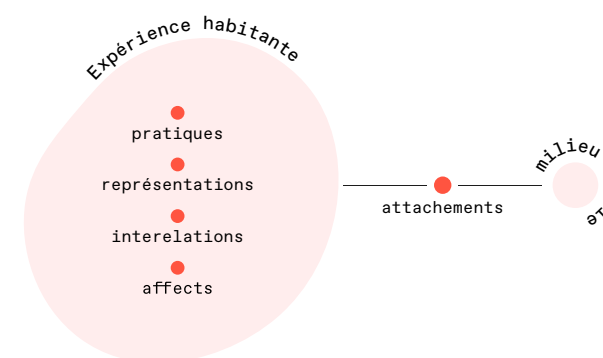 Expérience habitante
pratiques
représentations
interelations
affects
attachements
milieu